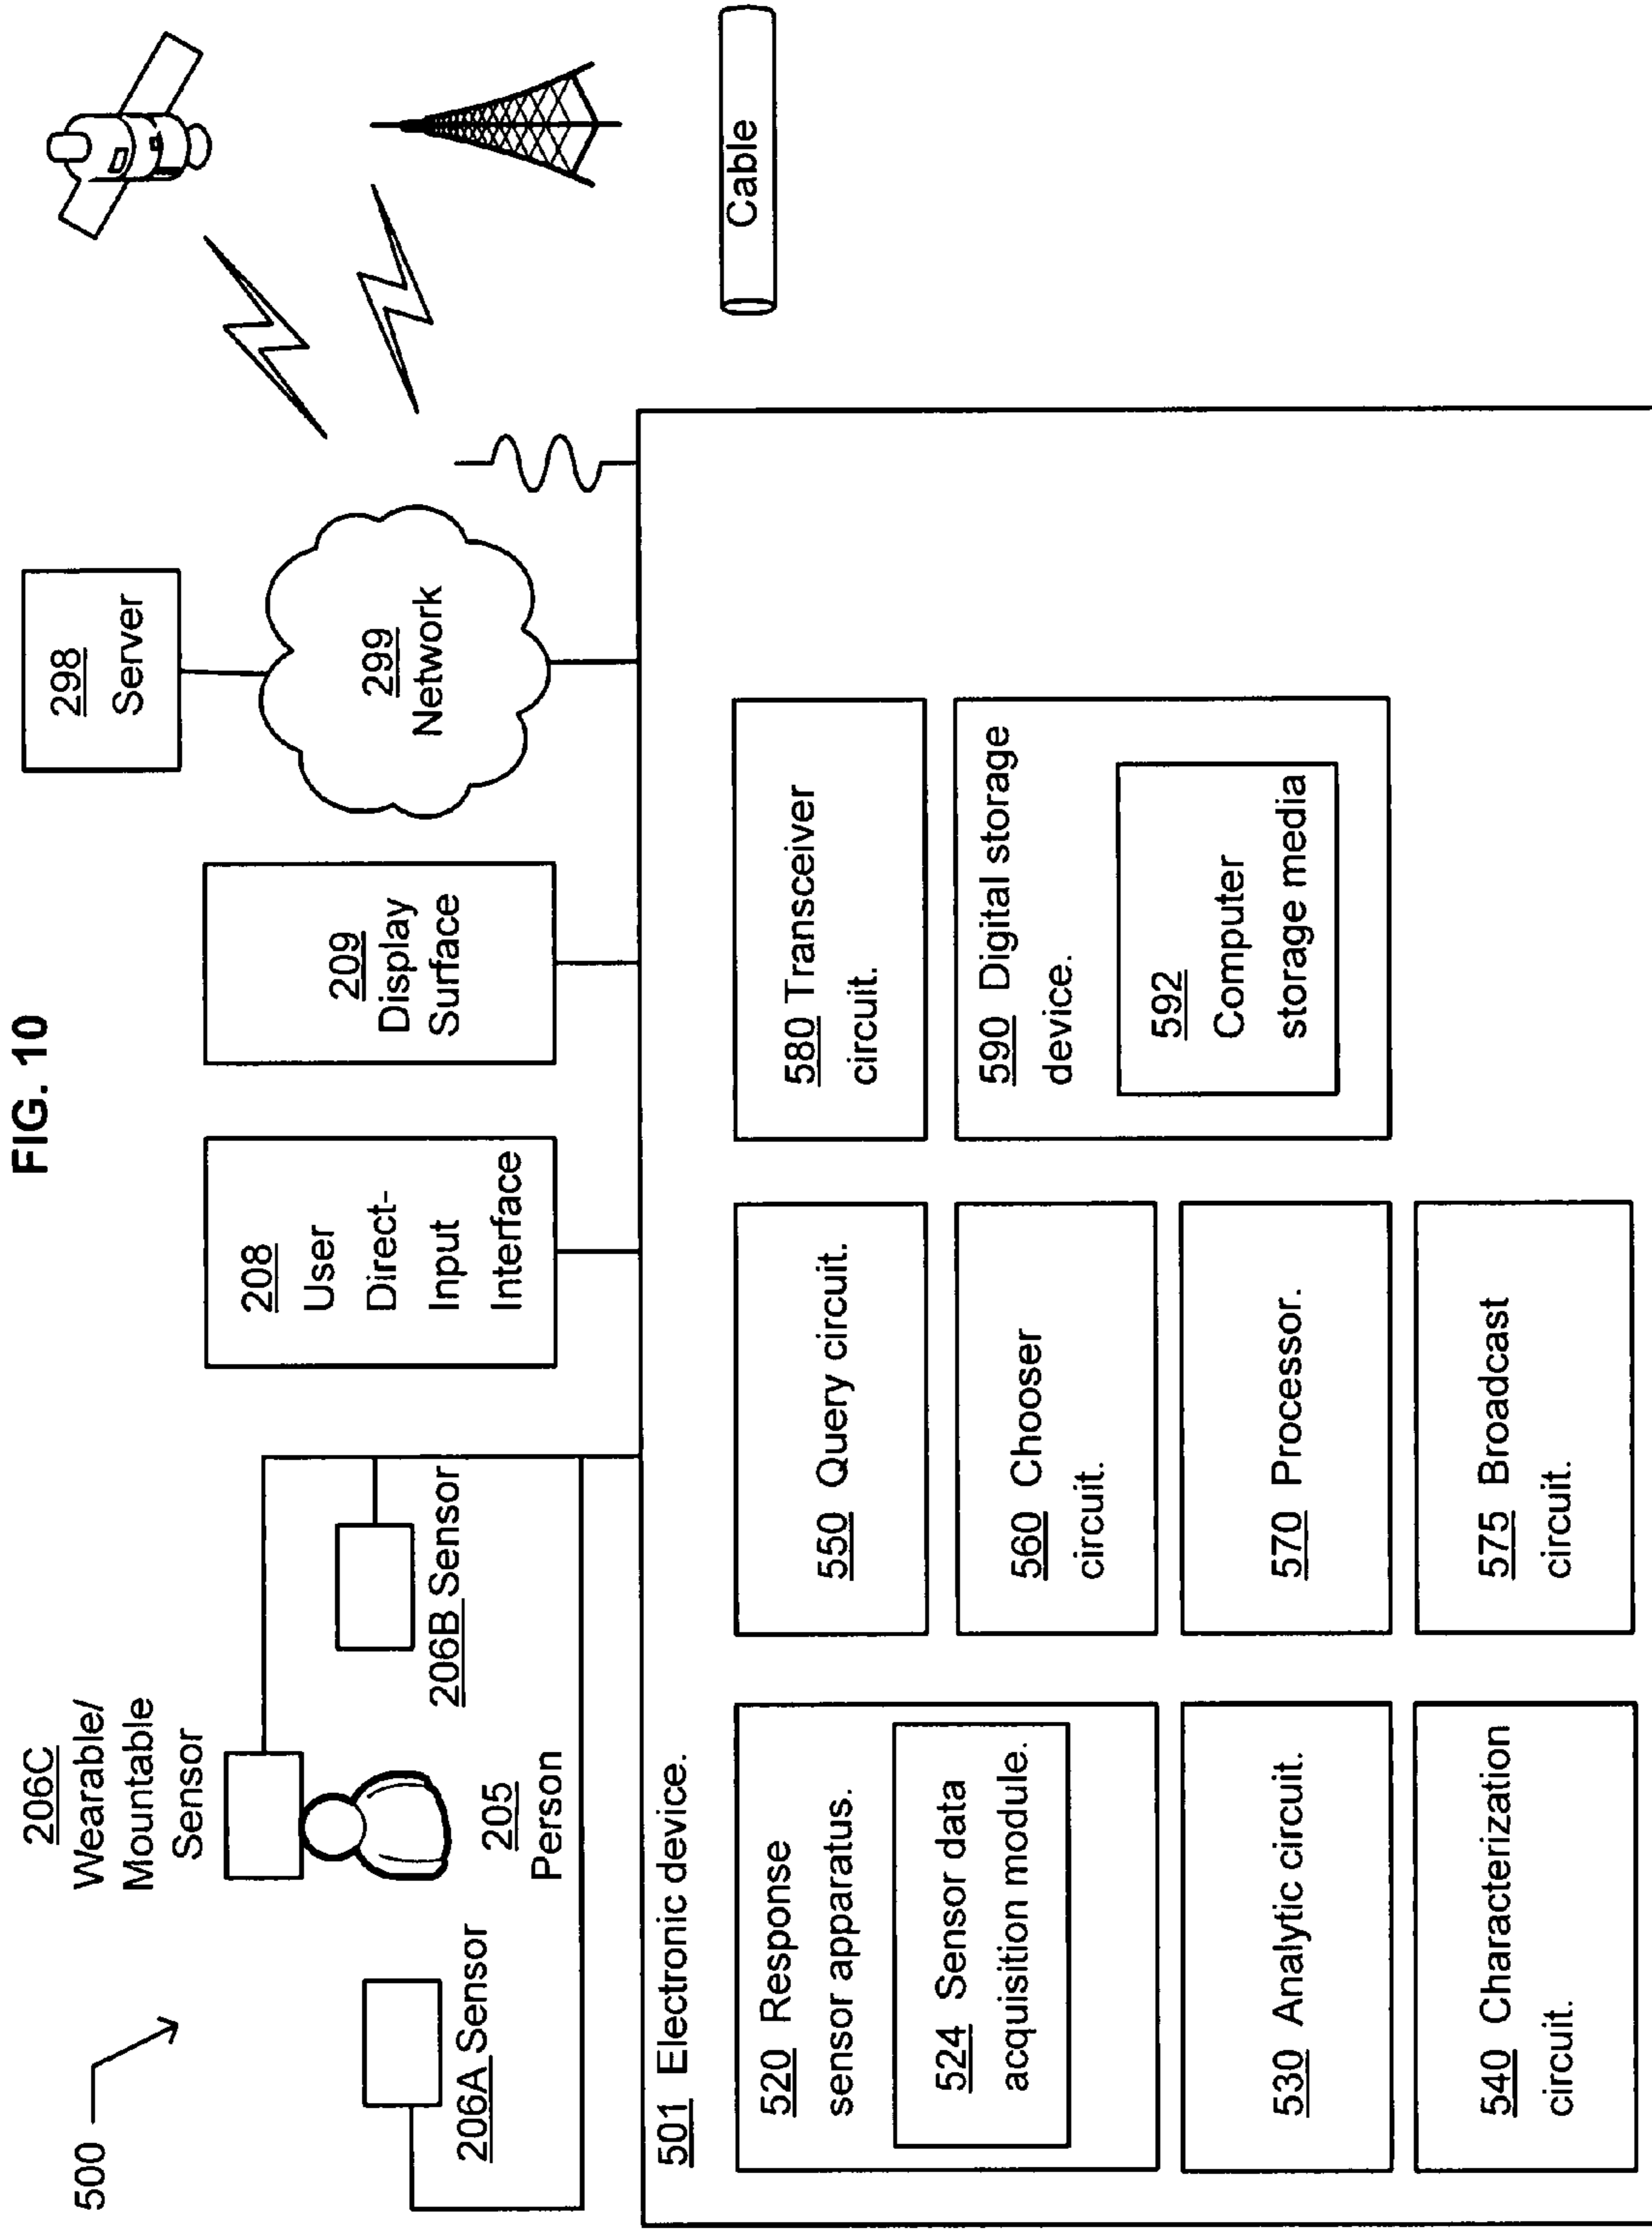 FIG. 10
500
206C
Wearable/
Mountable
Sensor
206A Sensor
205
Person
206B Sensor
208 User
Direct-
Input
Interface
209
Display
Surface
298
Server
299
Network
Cable
501 Electronic device.
520 Response
sensor apparatus.
524 Sensor data
acquisition module.
530 Analytic circuit.
540 Characterization
circuit.
550 Query circuit.
560 Chooser
circuit.
570 Processor.
575 Broadcast
circuit.
580 Transceiver
circuit.
590 Digital storage
device.
592
Computer
storage media